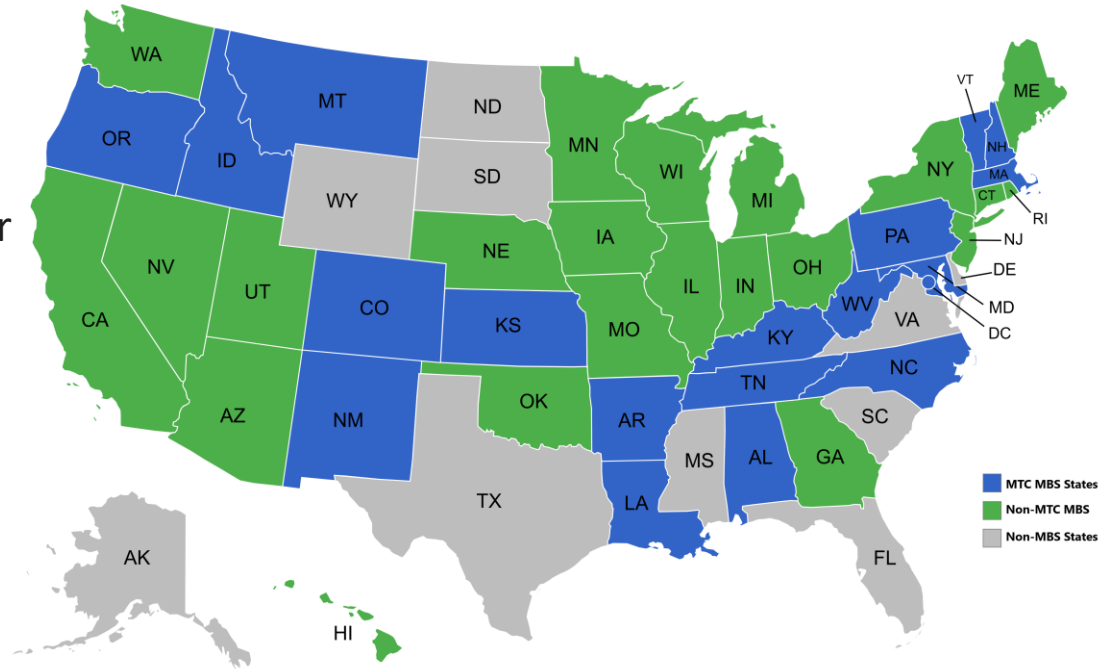 WA
MT
ND
MN
VT
ME
OR
ID
SD
WI
NH
NY
MA
WY
MI
CT
RI
r
NE
IA
PA
NJ
NV
OH
DE
UT
IL
IN
CO
WV
MD
CA
KS
MO
VA
DC
KY
NC
TN
AZ
NM
OK
AR
SC
MS
AL
GA
TX
LA
MTC MBS States
Non-MTC MBS
Non-MBS States
AK
FL
HI